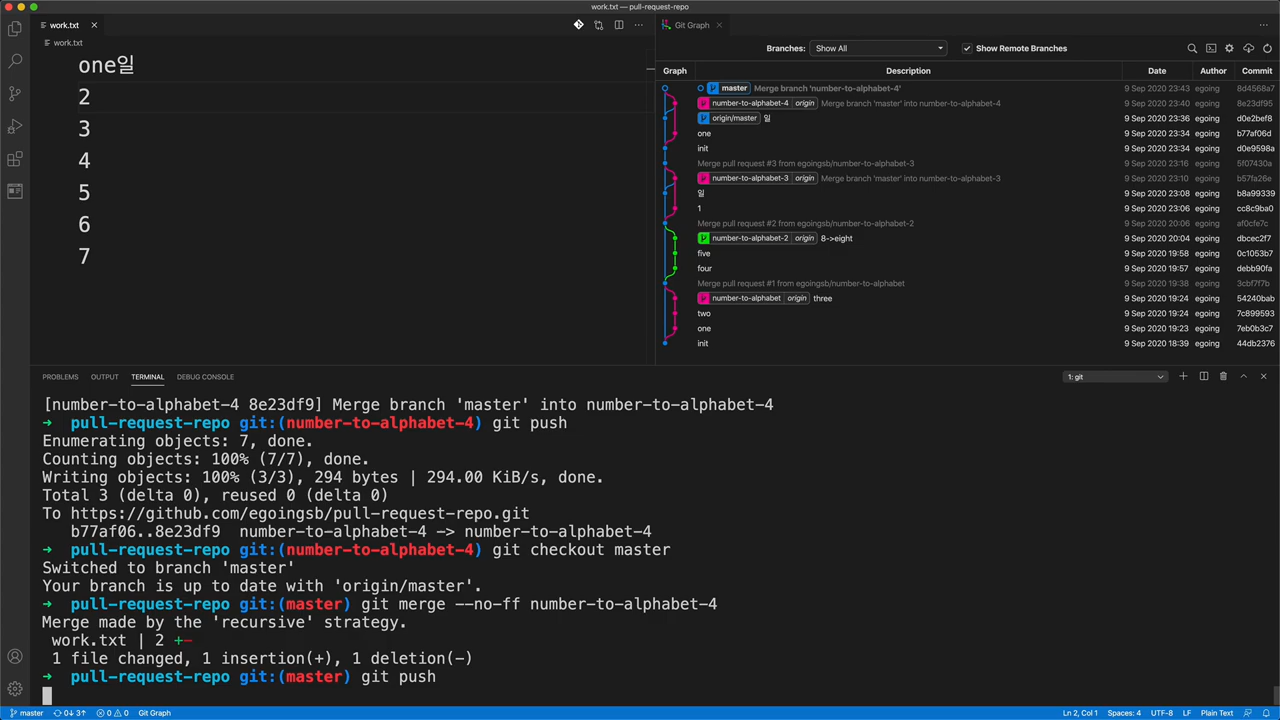 work.txt — pull-request-repo
work.txt
work.txt
one일
2
3
4
5
6
7
Git Graph
Branches: Show All Show Remote Branches
Graph Description Date Author Commit
master Merge branch 'number-to-alphabet-4' 9 Sep 2020 23:43 egoing 8d4568a7
number-to-alphabet-4 origin Merge branch 'master' into number-to-alphabet-4 9 Sep 2020 23:40 egoing 8e23df95
origin/master 일 9 Sep 2020 23:36 egoing d0e2bef8
one 9 Sep 2020 23:34 egoing b77af06d
init 9 Sep 2020 23:34 egoing d0e9598a
Merge pull request #3 from egoingsb/number-to-alphabet-3 9 Sep 2020 23:16 egoing 5f07430a
number-to-alphabet-3 origin Merge branch 'master' into number-to-alphabet-3 9 Sep 2020 23:10 egoing b57fa26e
일 9 Sep 2020 23:08 egoing b8a99339
1 9 Sep 2020 23:08 egoing cc8c9ba0
Merge pull request #2 from egoingsb/number-to-alphabet-2 9 Sep 2020 20:06 egoing af0cfe7c
number-to-alphabet-2 origin 8->eight 9 Sep 2020 20:04 egoing dbcec2f7
five 9 Sep 2020 19:58 egoing 0c1053b7
four 9 Sep 2020 19:57 egoing debb90fa
Merge pull request #1 from egoingsb/number-to-alphabet 9 Sep 2020 19:38 egoing 3cbf7f7b
number-to-alphabet origin three 9 Sep 2020 19:24 egoing 54240bab
two 9 Sep 2020 19:24 egoing 7c899593
one 9 Sep 2020 19:23 egoing 7eb0b3c7
init 9 Sep 2020 18:39 egoing 44db2376
PROBLEMS OUTPUT TERMINAL DEBUG CONSOLE 1: git
[number-to-alphabet-4 8e23df9] Merge branch 'master' into number-to-alphabet-4
➜ pull-request-repo git:(number-to-alphabet-4) git push
Enumerating objects: 7, done.
Counting objects: 100% (7/7), done.
Writing objects: 100% (3/3), 294 bytes | 294.00 KiB/s, done.
Total 3 (delta 0), reused 0 (delta 0)
To https://github.com/egoingsb/pull-request-repo.git
b77af06..8e23df9 number-to-alphabet-4 -> number-to-alphabet-4
➜ pull-request-repo git:(number-to-alphabet-4) git checkout master
Switched to branch 'master'
Your branch is up to date with 'origin/master'.
➜ pull-request-repo git:(master) git merge --no-ff number-to-alphabet-4
Merge made by the 'recursive' strategy.
work.txt | 2 +-
1 file changed, 1 insertion(+), 1 deletion(-)
➜ pull-request-repo git:(master) git push
master 0↓ 3↑ 0 0 Git Graph Ln 2, Col 1 Spaces: 4 UTF-8 LF Plain Text